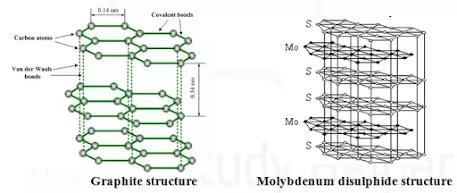 0.14 nm
Covalent bonds
Carbon atoms
Van der Waals
bonds
0.34 nm
Graphite structure
S
Mo
S
S
Mo
S
Molybdenum disulphide structure